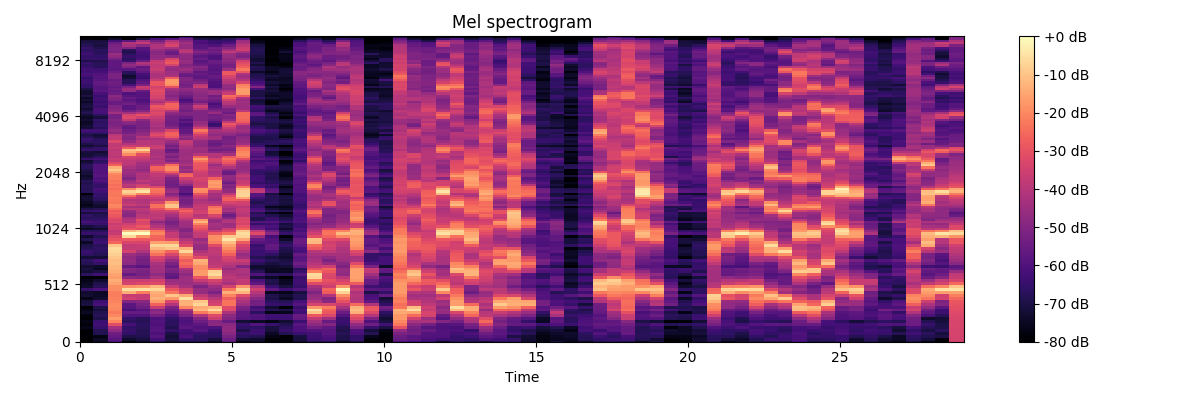 Mel spectrogram
8192
4096
2048
1024
512
0
Hz
0 5 10 15 20 25
Time
+0 dB
-10 dB
-20 dB
-30 dB
-40 dB
-50 dB
-60 dB
-70 dB
-80 dB